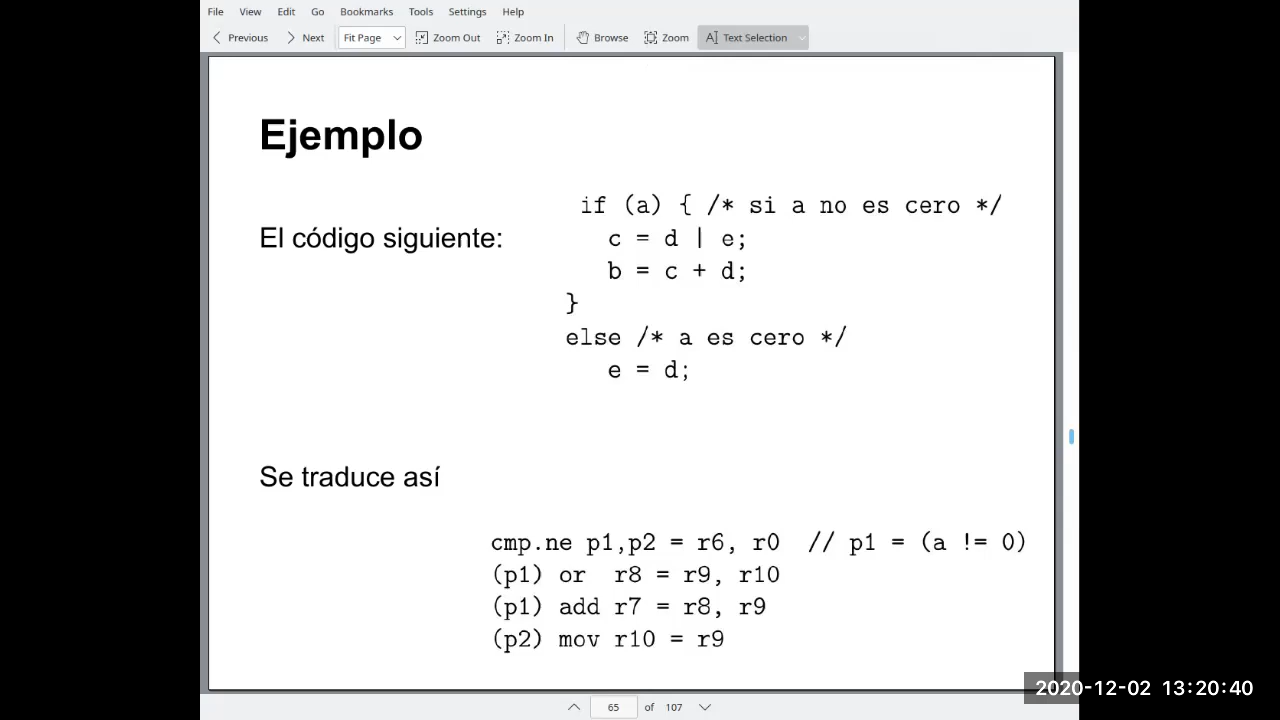 File View Edit Go Bookmarks Tools Settings Help
Previous Next Fit Page Zoom Out Zoom In Browse Zoom Text Selection
Ejemplo
El código siguiente:
if (a) { /* si a no es cero */
c = d | e;
b = c + d;
}
else /* a es cero */
e = d;
Se traduce así
cmp.ne p1,p2 = r6, r0 // p1 = (a != 0)
(p1) or r8 = r9, r10
(p1) add r7 = r8, r9
(p2) mov r10 = r9
2020-12-02 13:20:40
65 of 107